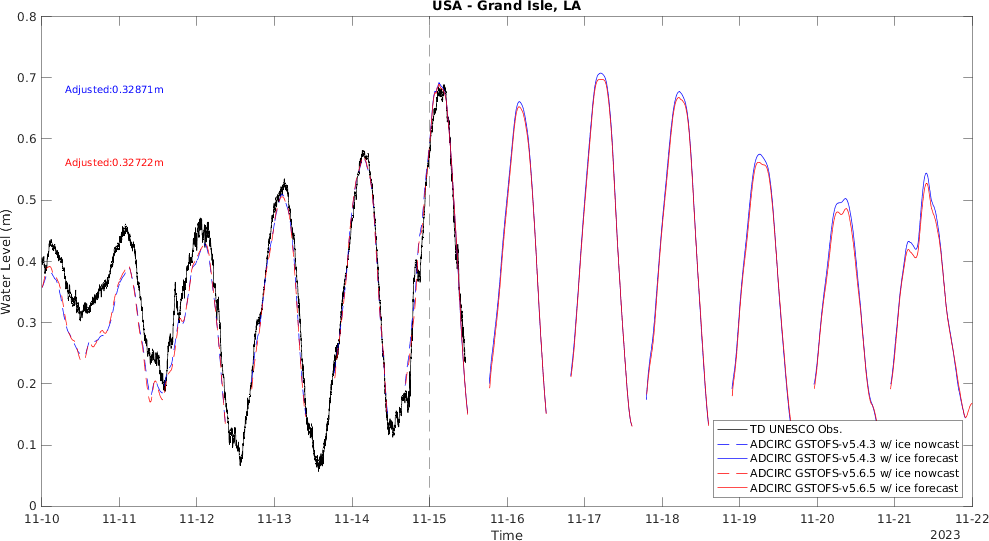 USA - Grand Isle, LA
0.8
0.7
Adjusted:0.32871m
0.6
Adjusted:0.32722m
0.5
0.4
0.3
0.2
0.1
0
Water Level (m)
TD UNESCO Obs.
ADCIRC GSTOFS-v5.4.3 w/ ice nowcast
ADCIRC GSTOFS-v5.4.3 w/ ice forecast
ADCIRC GSTOFS-v5.6.5 w/ ice nowcast
ADCIRC GSTOFS-v5.6.5 w/ ice forecast
11-10 11-11 11-12 11-13 11-14 11-15 11-16 11-17 11-18 11-19 11-20 11-21 11-22
Time
2023